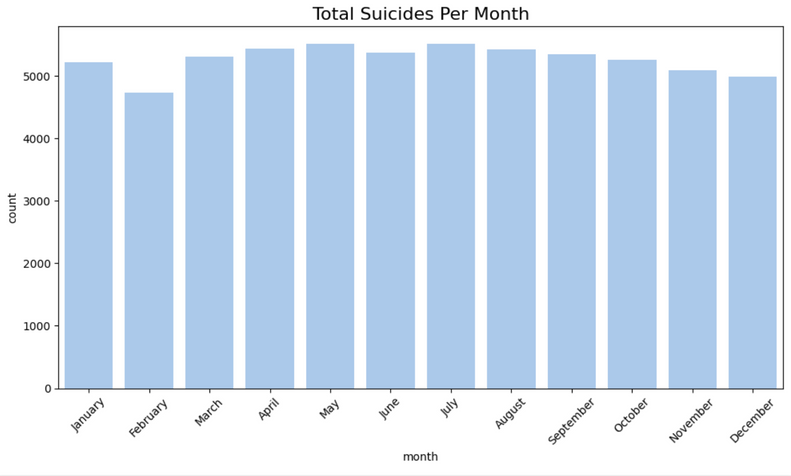 Total Suicides Per Month
count
5000
4000
3000
2000
1000
0
January
February
March
April
May
June
July
August
September
October
November
December
month